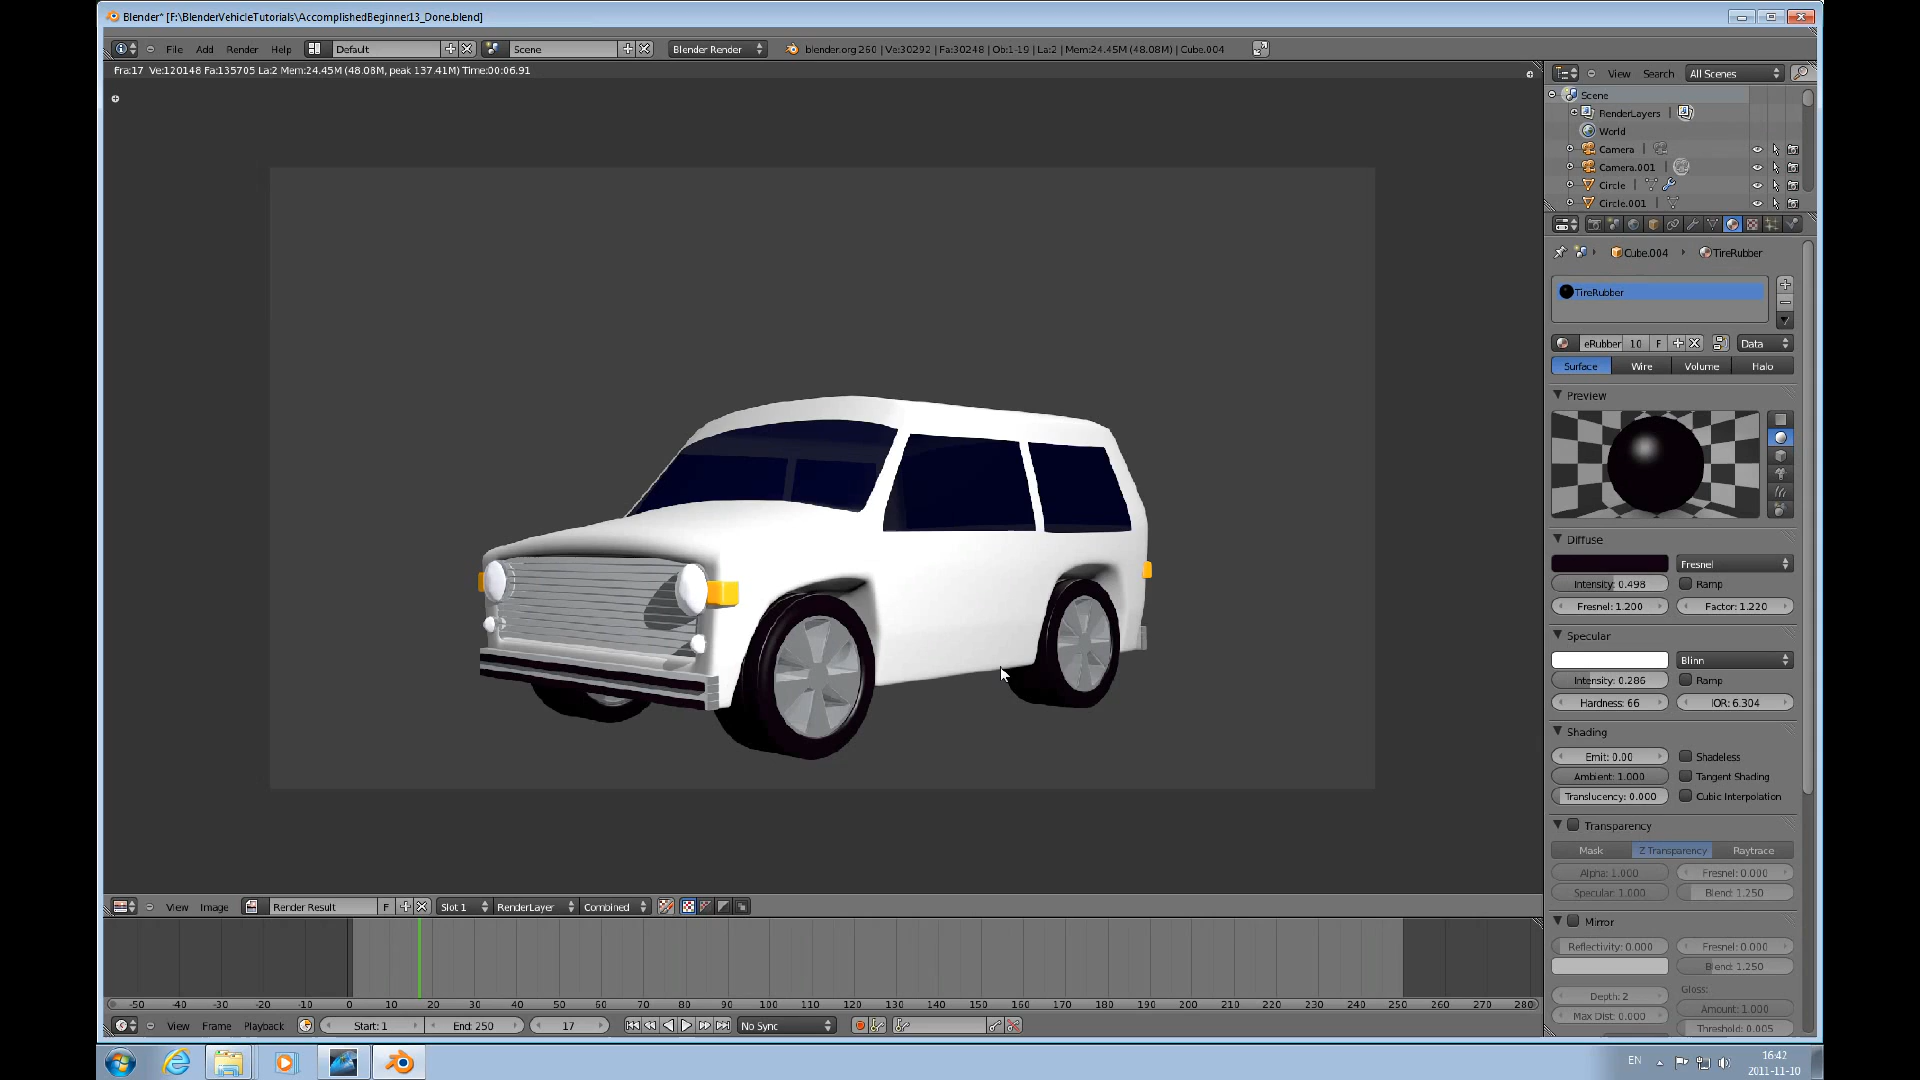 Blender* [F:\BlenderVehicleTutorials\AccomplishedBeginner13_Done.blend]
File Add Render Help Default Scene Blender Render blender.org 260 | Ve:30292 | Fa:30248 | Ob:1-19 | La:2 | Mem:24.45M (48.08M) | Cube.004
Fra:17 Ve:120148 Fa:135705 La:2 Mem:24.45M (48.08M, peak 137.41M) Time:00:06.91
View Search All Scenes
Scene
RenderLayers |
World
Camera |
Camera.001 |
Circle |
Circle.001 |
Cube.004 TireRubber
TireRubber
eRubber 10 F Data
Surface Wire Volume Halo
Preview
Diffuse
Fresnel
Intensity: 0.498 Ramp
Fresnel: 1.200 Factor: 1.220
Specular
Blinn
Intensity: 0.286 Ramp
Hardness: 66 IOR: 6.304
Shading
Emit: 0.00 Shadeless
Ambient: 1.000 Tangent Shading
Translucency: 0.000 Cubic Interpolation
Transparency
Mask Z Transparency Raytrace
Alpha: 1.000 Fresnel: 0.000
Specular: 1.000 Blend: 1.250
Mirror
Reflectivity: 0.000 Fresnel: 0.000
Blend: 1.250
Depth: 2 Gloss:
Amount: 1.000
Max Dist: 0.000
Threshold: 0.005
View Image Render Result F Slot 1 RenderLayer Combined
-50 -40 -30 -20 -10 0 10 20 30 40 50 60 70 80 90 100 110 120 130 140 150 160 170 180 190 200 210 220 230 240 250 260 270 280
View Frame Playback Start: 1 End: 250 17 No Sync
EN 16:42
2011-11-10